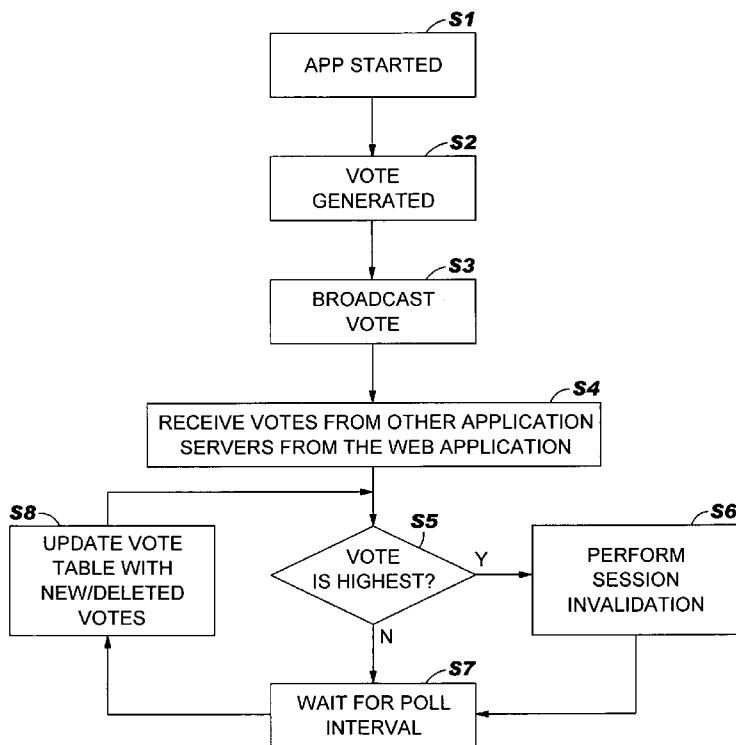 S1
APP STARTED
S2
VOTE
GENERATED
S3
BROADCAST
VOTE
S4
RECEIVE VOTES FROM OTHER APPLICATION
SERVERS FROM THE WEB APPLICATION
S5
VOTE
IS HIGHEST?
Y
N
S6
PERFORM
SESSION
INVALIDATION
S7
WAIT FOR POLL
INTERVAL
S8
UPDATE VOTE
TABLE WITH
NEW/DELETED
VOTES